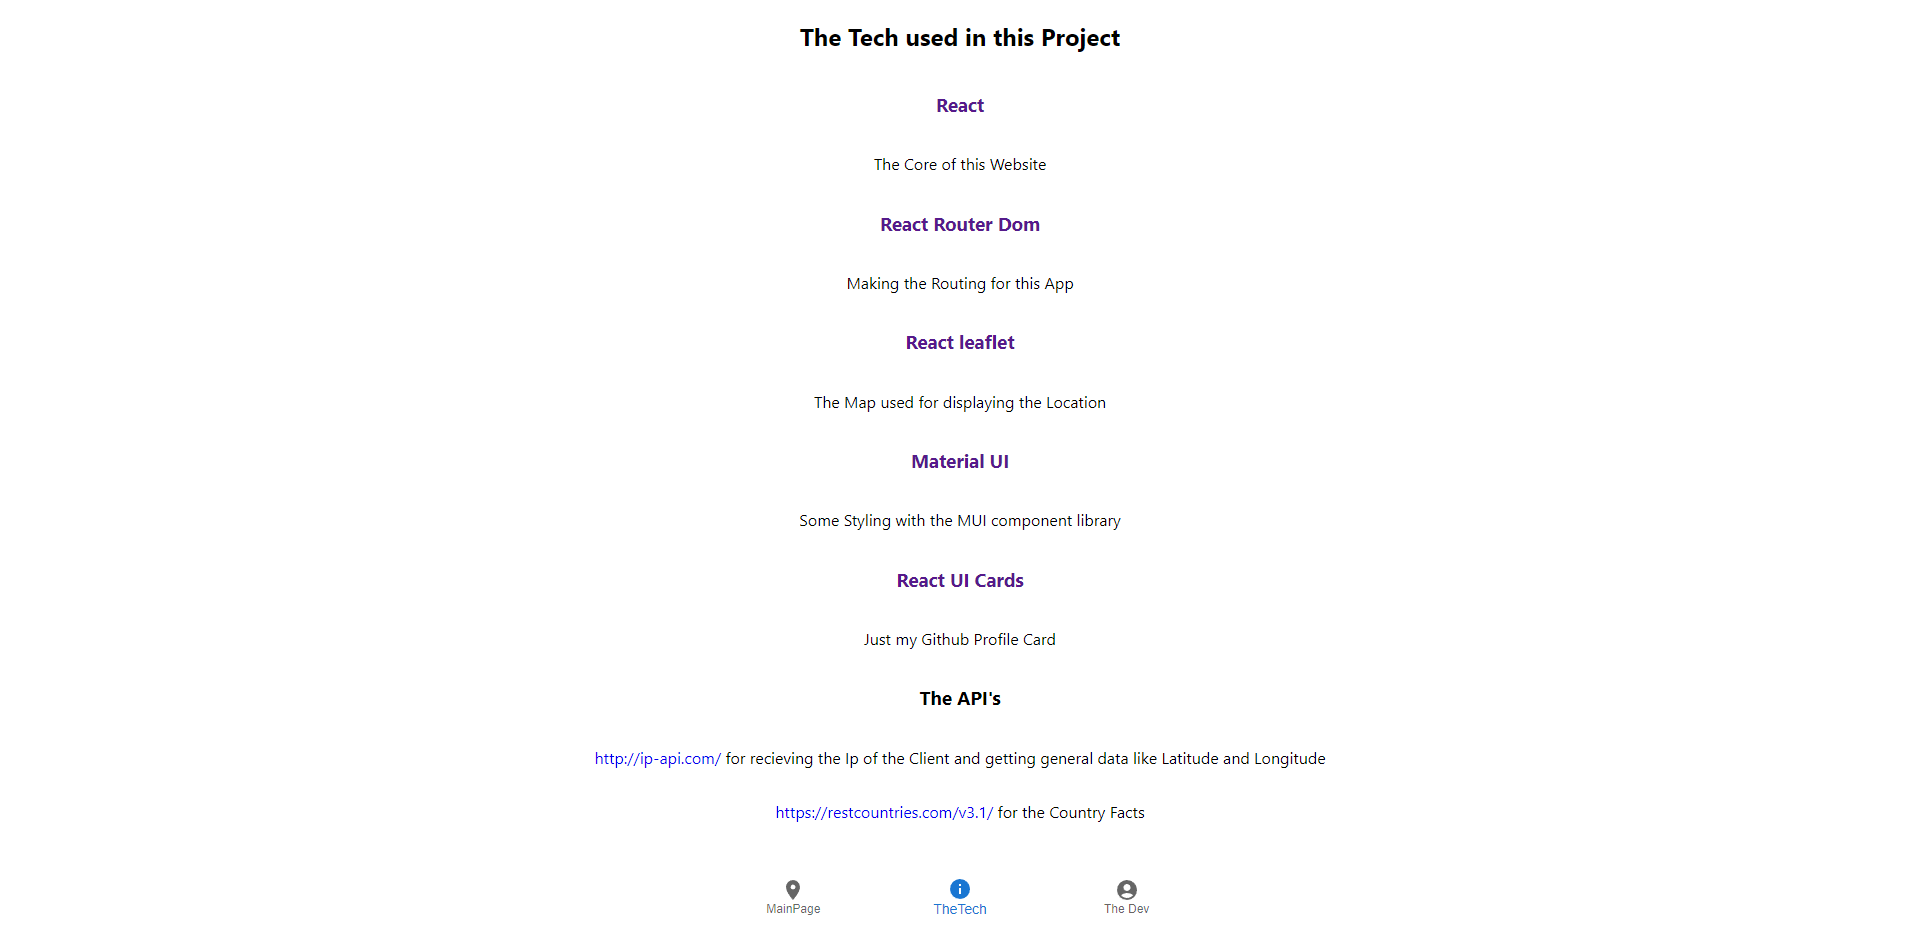 The Tech used in this Project
React
The Core of this Website
React Router Dom
Making the Routing for this App
React leaflet
The Map used for displaying the Location
Material UI
Some Styling with the MUI component library
React UI Cards
Just my Github Profile Card
The API's
http://ip-api.com/ for recieving the Ip of the Client and getting general data like Latitude and Longitude
https://restcountries.com/v3.1/ for the Country Facts
MainPage
TheTech
The Dev